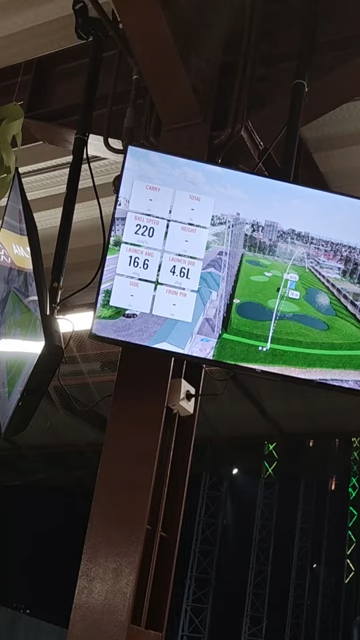 CARRY
-
TOTAL
-
BALL SPEED
220
HEIGHT
-
LAUNCH ANG
16.6
LAUNCH DIR
4.6L
SIDE
-
FROM PIN
-